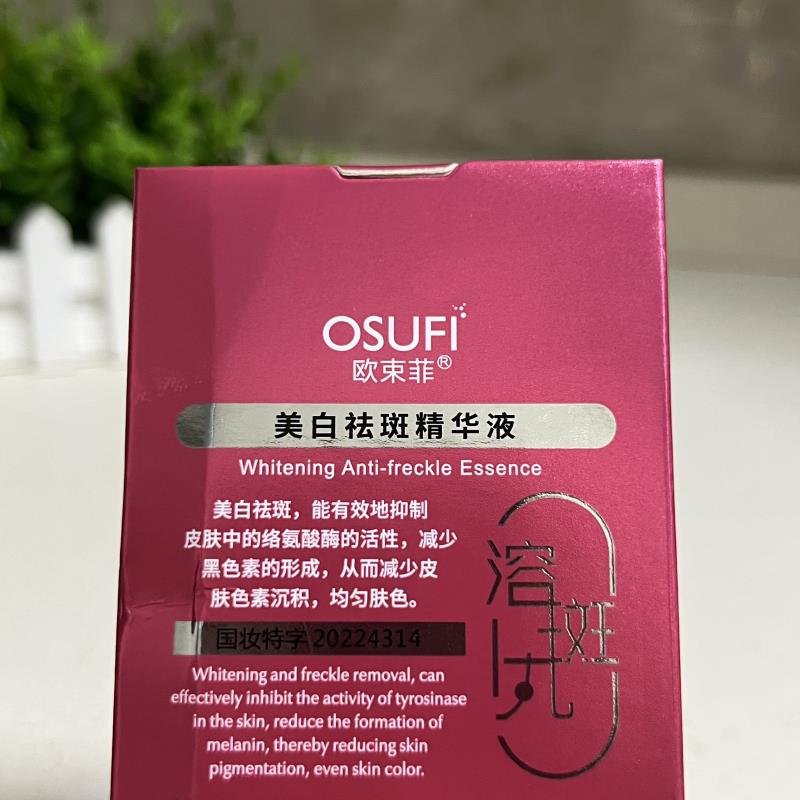 OSUFI
欧束菲®
美白祛斑精华液
Whitening Anti-freckle Essence
美白祛斑，能有效地抑制
皮肤中的络氨酸酶的活性，减少
黑色素的形成，从而减少皮
肤色素沉积，均匀肤色。
国妆特字 20224314
Whitening and freckle removal, can
effectively inhibit the activity of tyrosinase
in the skin, reduce the formation of
melanin, thereby reducing skin
pigmentation, even skin color.
溶
斑